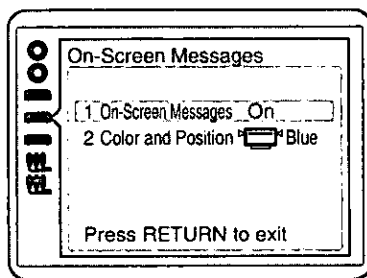 On-Screen Messages
1 On-Screen Messages On
2 Color and Position Blue
Press RETURN to exit